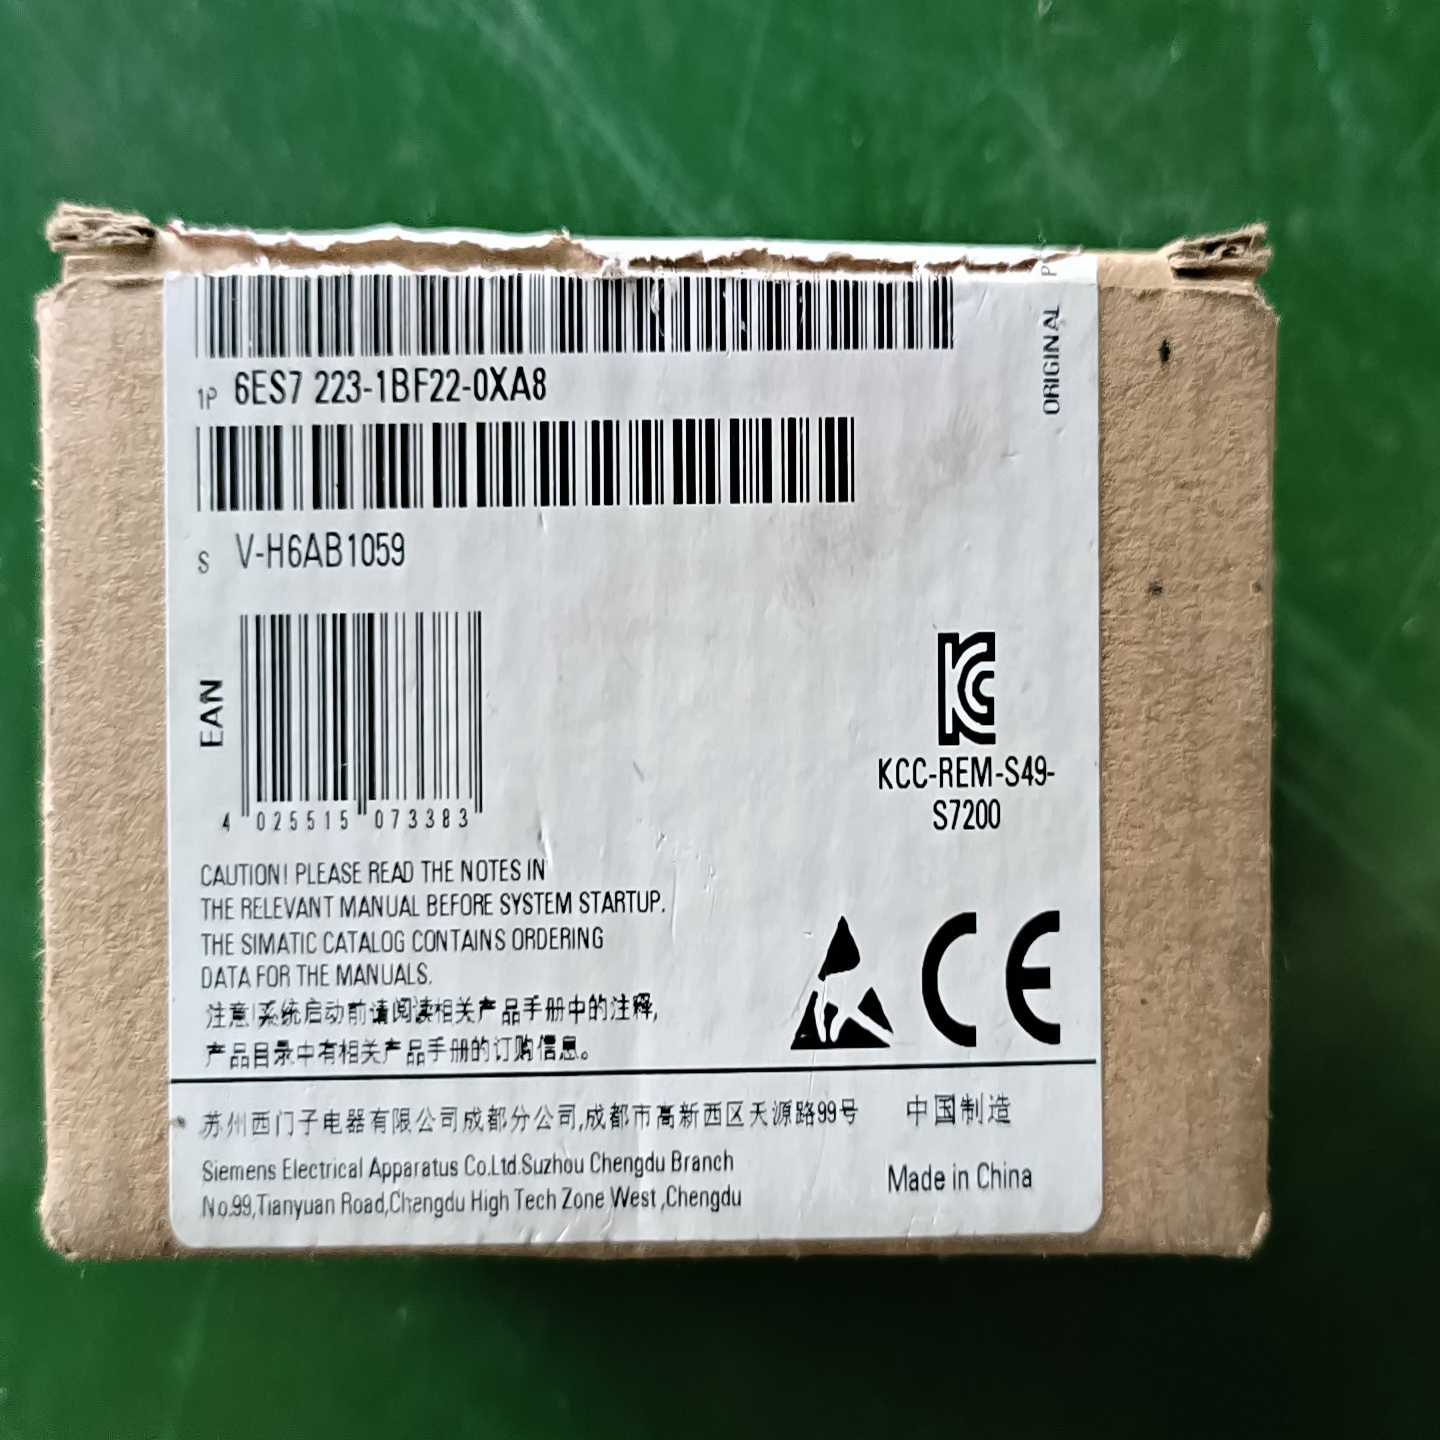 1P 6ES7 223-1BF22-0XA8
S V-H6AB1059
ORIGINAL P
EAN
4 025515 073383
KCC-REM-S49-
S7200
CAUTION! PLEASE READ THE NOTES IN
THE RELEVANT MANUAL BEFORE SYSTEM STARTUP.
THE SIMATIC CATALOG CONTAINS ORDERING
DATA FOR THE MANUALS.
注意!系统启动前请阅读相关产品手册中的注释,
产品目录中有相关产品手册的订购信息。
CE
苏州西门子电器有限公司成都分公司,成都市高新西区天源路99号 中国制造
Siemens Electrical Apparatus Co.Ltd.Suzhou Chengdu Branch
No.99,Tianyuan Road,Chengdu High Tech Zone West ,Chengdu
Made in China